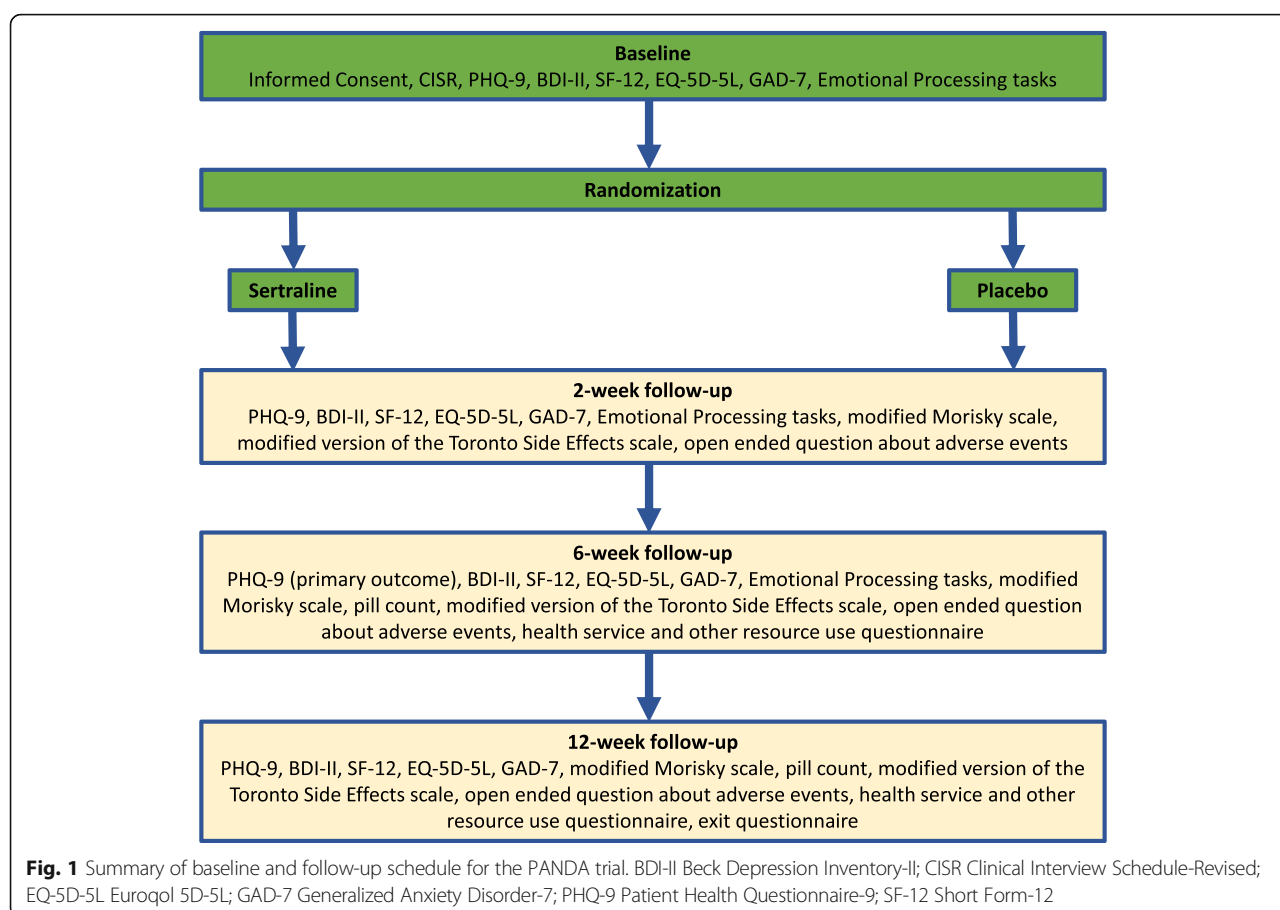 Baseline
Informed Consent, CISR, PHQ-9, BDI-II, SF-12, EQ-5D-5L, GAD-7, Emotional Processing tasks
Randomization
Sertraline
Placebo
2-week follow-up
PHQ-9, BDI-II, SF-12, EQ-5D-5L, GAD-7, Emotional Processing tasks, modified Morisky scale,
modified version of the Toronto Side Effects scale, open ended question about adverse events
6-week follow-up
PHQ-9 (primary outcome), BDI-II, SF-12, EQ-5D-5L, GAD-7, Emotional Processing tasks, modified
Morisky scale, pill count, modified version of the Toronto Side Effects scale, open ended question
about adverse events, health service and other resource use questionnaire
12-week follow-up
PHQ-9, BDI-II, SF-12, EQ-5D-5L, GAD-7, modified Morisky scale, pill count, modified version of the
Toronto Side Effects scale, open ended question about adverse events, health service and other
resource use questionnaire, exit questionnaire
Fig. 1 Summary of baseline and follow-up schedule for the PANDA trial. BDI-II Beck Depression Inventory-II; CISR Clinical Interview Schedule-Revised;
EQ-5D-5L Euroqol 5D-5L; GAD-7 Generalized Anxiety Disorder-7; PHQ-9 Patient Health Questionnaire-9; SF-12 Short Form-12